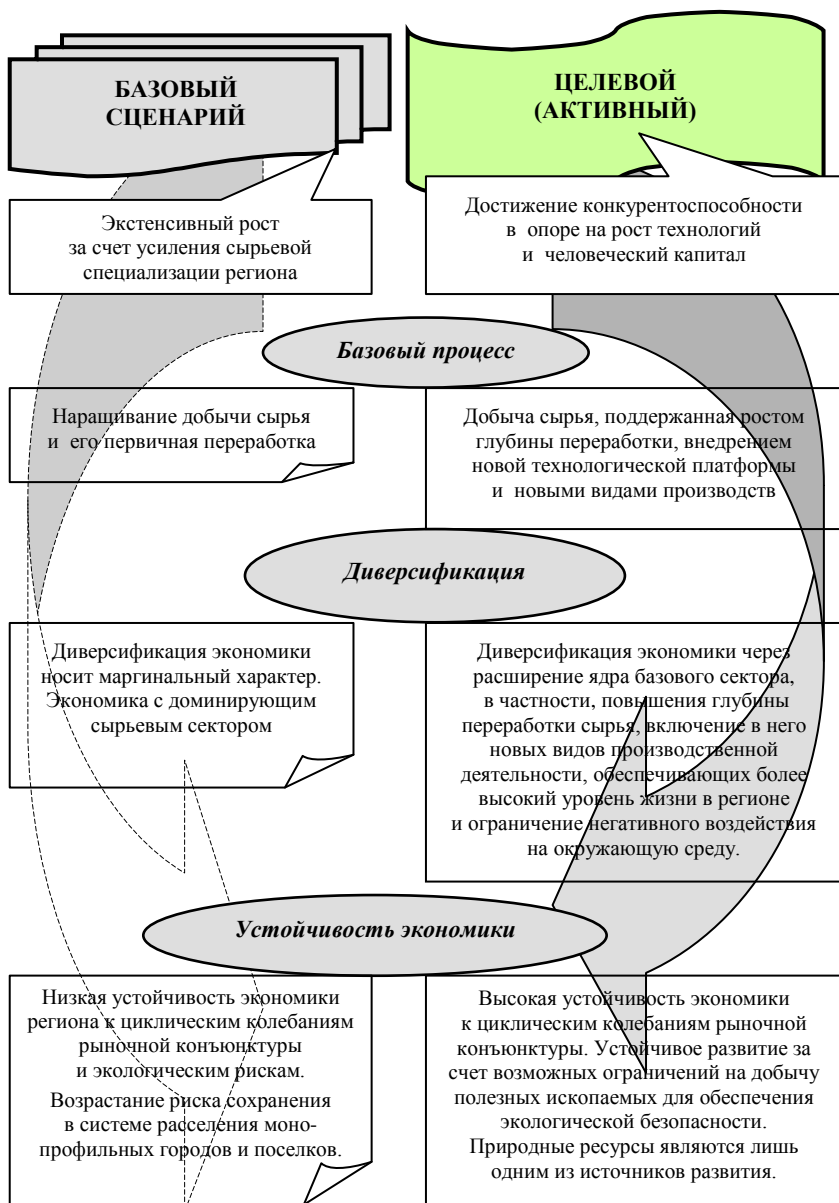 БАЗОВЫЙ
СЦЕНАРИЙ
ЦЕЛЕВОЙ
(АКТИВНЫЙ)
Экстенсивный рост
за счет усиления сырьевой
специализации региона
Достижение конкурентоспособности
в опоре на рост технологий
и человеческий капитал
Базовый процесс
Наращивание добычи сырья
и его первичная переработка
Добыча сырья, поддержанная ростом
глубины переработки, внедрением
новой технологической платформы
и новыми видами производств
Диверсификация
Диверсификация экономики
носит маргинальный характер.
Экономика с доминирующим
сырьевым сектором
Диверсификация экономики через
расширение ядра базового сектора,
в частности, повышения глубины
переработки сырья, включение в него
новых видов производственной
деятельности, обеспечивающих более
высокий уровень жизни в регионе
и ограничение негативного воздействия
на окружающую среду.
Устойчивость экономики
Низкая устойчивость экономики
региона к циклическим колебаниям
рыночной конъюнктуры
и экологическим рискам.
Возрастание риска сохранения
в системе расселения моно-
профильных городов и поселков.
Высокая устойчивость экономики
к циклическим колебаниям рыночной
конъюнктуры. Устойчивое развитие за
счет возможных ограничений на добычу
полезных ископаемых для обеспечения
экологической безопасности.
Природные ресурсы являются лишь
одним из источников развития.